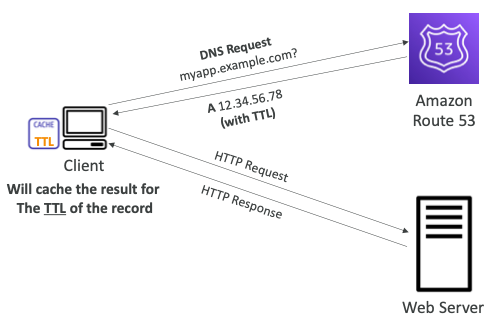 DNS Request
myapp.example.com?
53
A 12.34.56.78
(with TTL)
Amazon
Route 53
CACHE
TTL
Client
Will cache the result for
The TTL of the record
HTTP Request
HTTP Response
Web Server